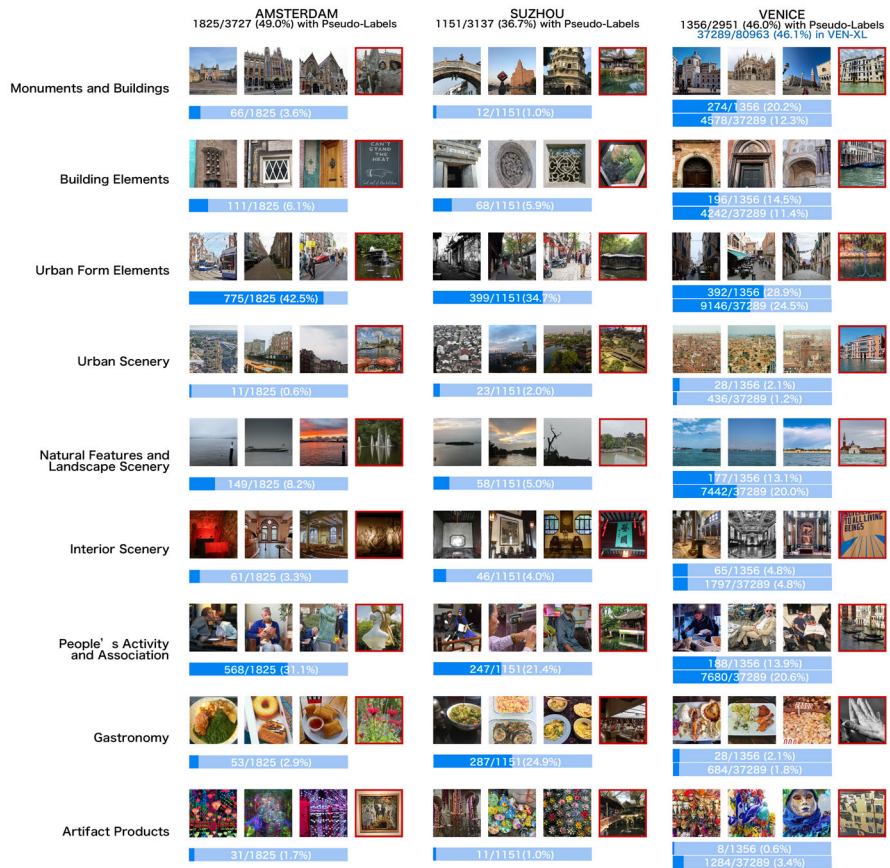 AMSTERDAM
1825/3727 (49.0%) with Pseudo-Labels
SUZHOU
1151/3137 (36.7%) with Pseudo-Labels
VENICE
1356/2951 (46.0%) with Pseudo-Labels
37289/80963 (46.1%) in VEN-XL
Monuments and Buildings
66/1825 (3.6%)
12/1151(1.0%)
274/1356 (20.2%)
4578/37289 (12.3%)
Building Elements
CAN'T
STAND
THE
HEAT
111/1825 (6.1%)
68/1151(5.9%)
196/1356 (14.5%)
4242/37289 (11.4%)
Urban Form Elements
775/1825 (42.5%)
399/1151(34.7%)
392/1356 (28.9%)
9146/37289 (24.5%)
Urban Scenery
11/1825 (0.6%)
23/1151(2.0%)
28/1356 (2.1%)
436/37289 (1.2%)
Natural Features and
Landscape Scenery
149/1825 (8.2%)
58/1151(5.0%)
177/1356 (13.1%)
7442/37289 (20.0%)
Interior Scenery
TO ALL LIVING
BEINGS
61/1825 (3.3%)
46/1151(4.0%)
65/1356 (4.8%)
1797/37289 (4.8%)
People's Activity
and Association
568/1825 (31.1%)
247/1151(21.4%)
188/1356 (13.9%)
7680/37289 (20.6%)
Gastronomy
53/1825 (2.9%)
287/1151(24.9%)
28/1356 (2.1%)
684/37289 (1.8%)
Artifact Products
31/1825 (1.7%)
11/1151(1.0%)
8/1356 (0.6%)
1284/37289 (3.4%)